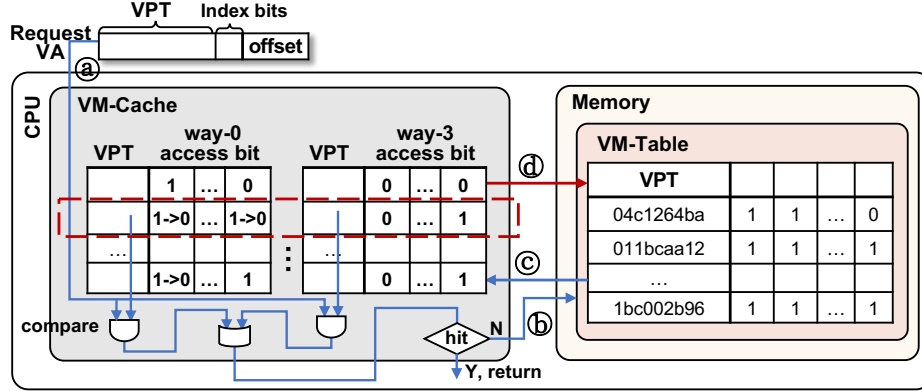 VPT Index bits
Request VA
offset
ⓐ
CPU
VM-Cache
Memory
way-0 access bit
way-3 access bit
VM-Table
VPT
VPT
ⓓ
VPT
1 ... 0
0 ... 0
1->0 ... 1->0
0 ... 1
04c1264ba 1 1 ... 0
... ⋮ ...
011bcaa12 1 1 ... 1
ⓒ
...
1->0 ... 1
0 ... 1
1bc002b96 1 1 ... 1
compare
hit
N
ⓑ
Y, return